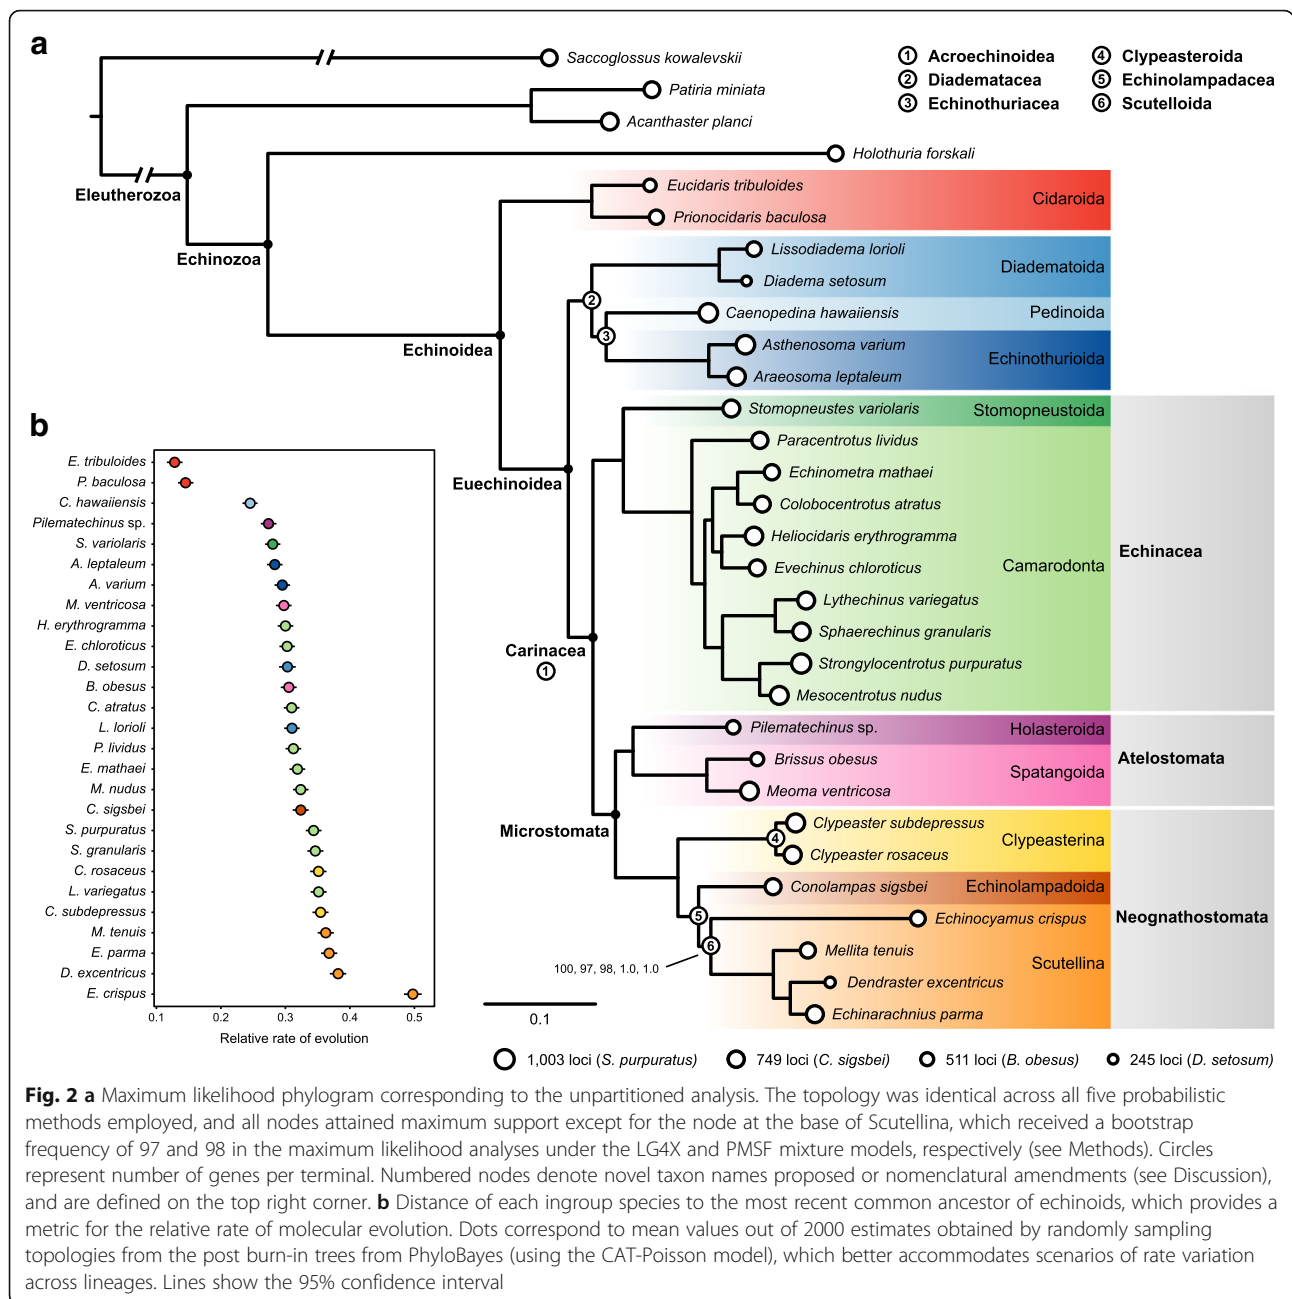 a
Saccoglossus kowalevskii
Patiria miniata
Acanthaster planci
Holothuria forskali
1 Acroechinoidea
2 Diadematacea
3 Echinothuriacea
4 Clypeasteroida
5 Echinolampadacea
6 Scutelloida
Eleutherozoa
Echinozoa
Echinoidea
Euechinoidea
Carinacea
1
Microstomata
Eucidaris tribuloides
Prionocidaris baculosa
Cidaroida
Lissodiadema lorioli
Diadema setosum
Diadematoida
2
Caenopedina hawaiiensis
Pedinoida
3
Asthenosoma varium
Araeosoma leptaleum
Echinothurioida
Stomopneustes variolaris
Stomopneustoida
Paracentrotus lividus
Echinometra mathaei
Colobocentrotus atratus
Heliocidaris erythrogramma
Evechinus chloroticus
Lythechinus variegatus
Sphaerechinus granularis
Strongylocentrotus purpuratus
Mesocentrotus nudus
Camarodonta
Echinacea
Pilematechinus sp.
Holasteroida
Brissus obesus
Meoma ventricosa
Spatangoida
Atelostomata
Clypeaster subdepressus
4
Clypeaster rosaceus
Clypeasterina
Conolampas sigsbei
Echinolampadoida
5
Echinocyamus crispus
6
Mellita tenuis
Dendraster excentricus
Echinarachnius parma
Scutellina
Neognathostomata
100, 97, 98, 1.0, 1.0
0.1
1,003 loci (S. purpuratus)
749 loci (C. sigsbei)
511 loci (B. obesus)
245 loci (D. setosum)
b
E. tribuloides
P. baculosa
C. hawaiiensis
Pilematechinus sp.
S. variolaris
A. leptaleum
A. varium
M. ventricosa
H. erythrogramma
E. chloroticus
D. setosum
B. obesus
C. atratus
L. lorioli
P. lividus
E. mathaei
M. nudus
C. sigsbei
S. purpuratus
S. granularis
C. rosaceus
L. variegatus
C. subdepressus
M. tenuis
E. parma
D. excentricus
E. crispus
0.1 0.2 0.3 0.4 0.5
Relative rate of evolution
Fig. 2 a Maximum likelihood phylogram corresponding to the unpartitioned analysis. The topology was identical across all five probabilistic
methods employed, and all nodes attained maximum support except for the node at the base of Scutellina, which received a bootstrap
frequency of 97 and 98 in the maximum likelihood analyses under the LG4X and PMSF mixture models, respectively (see Methods). Circles
represent number of genes per terminal. Numbered nodes denote novel taxon names proposed or nomenclatural amendments (see Discussion),
and are defined on the top right corner. b Distance of each ingroup species to the most recent common ancestor of echinoids, which provides a
metric for the relative rate of molecular evolution. Dots correspond to mean values out of 2000 estimates obtained by randomly sampling
topologies from the post burn-in trees from PhyloBayes (using the CAT-Poisson model), which better accommodates scenarios of rate variation
across lineages. Lines show the 95% confidence interval